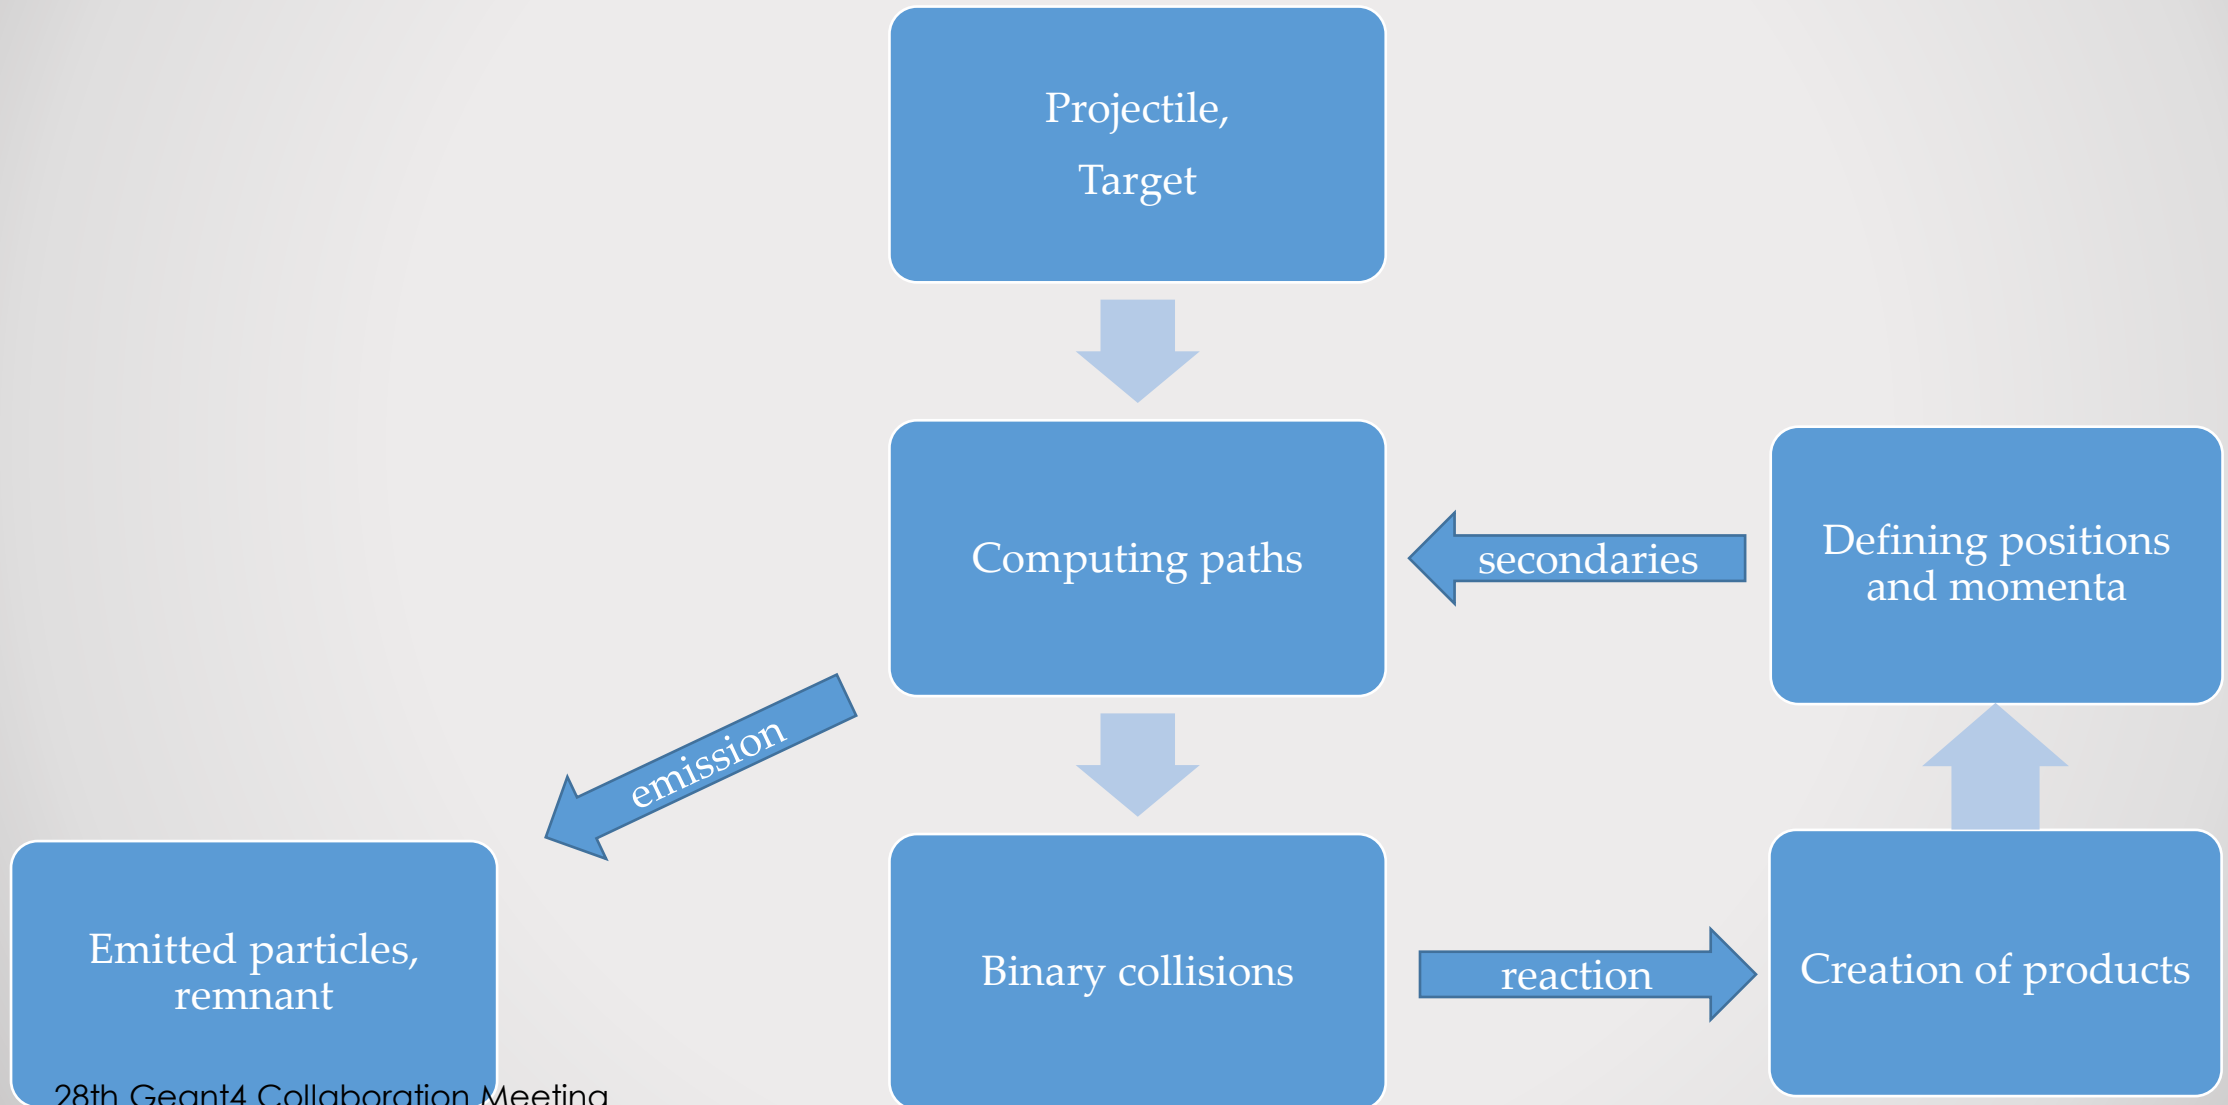 Projectile,
Target
Computing paths
secondaries
Defining positions
and momenta
emission
Emitted particles,
remnant
Binary collisions
reaction
Creation of products
28th Geant4 Collaboration Meeting